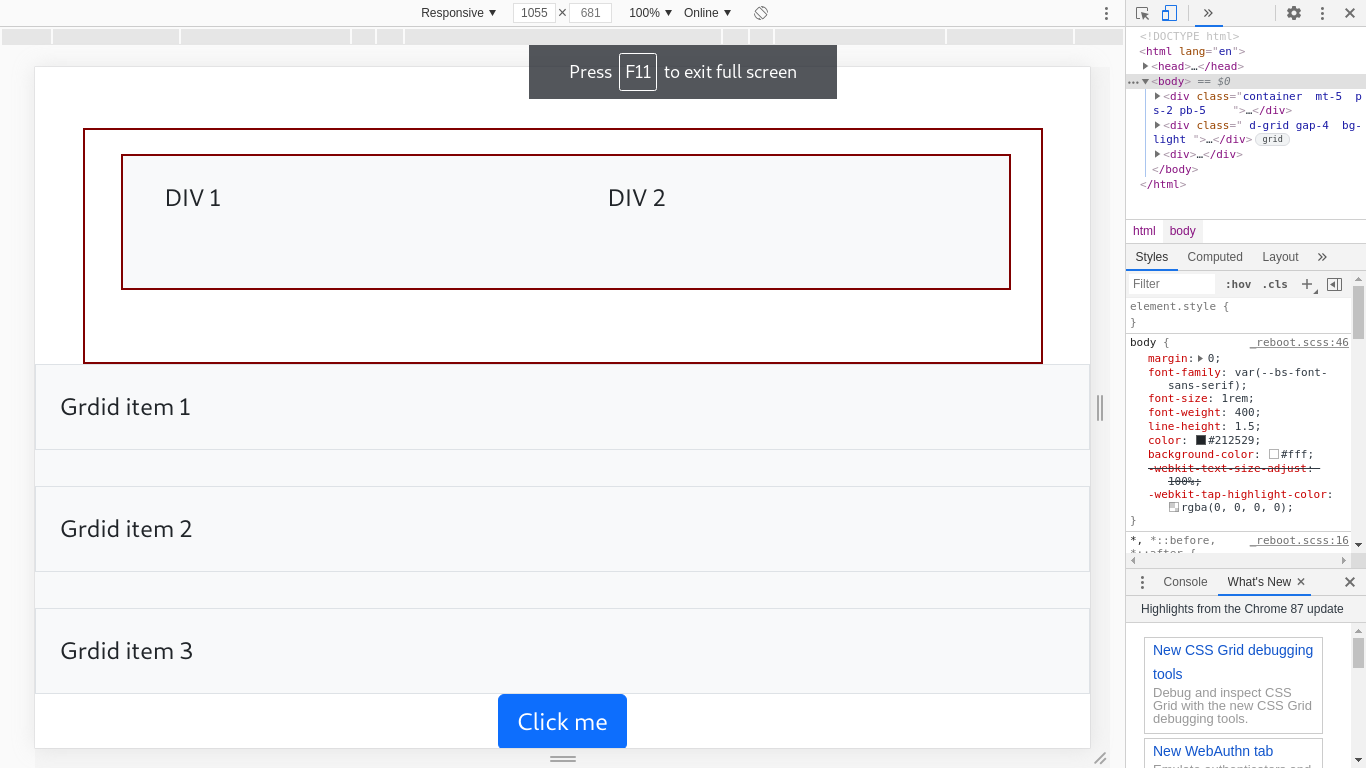 Responsive ▼ 1055 × 681 100% ▼ Online ▼
Press F11 to exit full screen
DIV 1 DIV 2
Grdid item 1
Grdid item 2
Grdid item 3
Click me
<!DOCTYPE html>
<html lang="en">
<head>…</head>
<body> == $0
<div class="container mt-5 p
s-2 pb-5 ">…</div>
<div class=" d-grid gap-4 bg-
light ">…</div> grid
<div>…</div>
</body>
</html>
html body
Styles Computed Layout »
Filter :hov .cls +
element.style {
}
body { _reboot.scss:46
margin: 0;
font-family: var(--bs-font-
sans-serif);
font-size: 1rem;
font-weight: 400;
line-height: 1.5;
color: #212529;
background-color: #fff;
-webkit-text-size-adjust:
100%;
-webkit-tap-highlight-color:
rgba(0, 0, 0, 0);
}
*, *::before, _reboot.scss:16
*::after {
Console What's New ×
Highlights from the Chrome 87 update
New CSS Grid debugging
tools
Debug and inspect CSS
Grid with the new CSS Grid
debugging tools.
New WebAuthn tab
Emulate authenticators and